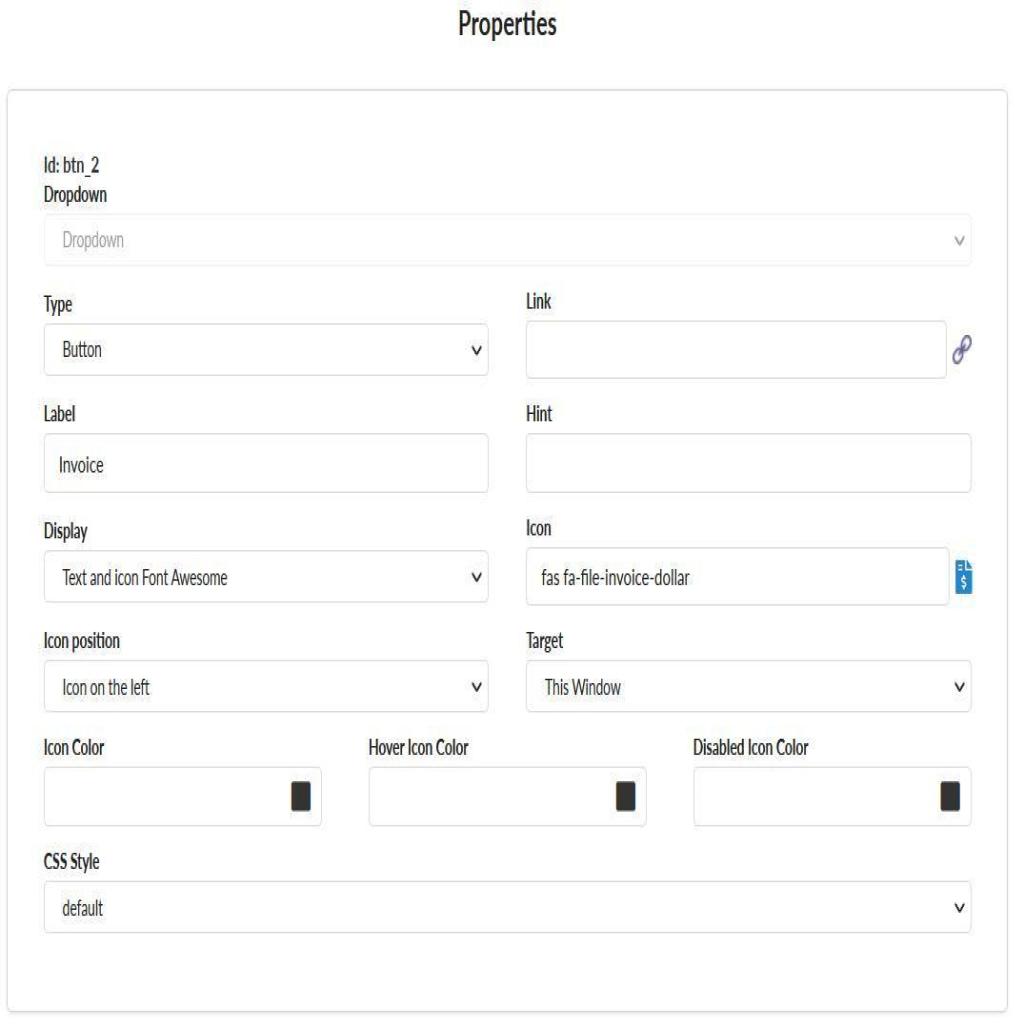 Properties
Id: btn_2
Dropdown
Dropdown
Type
Link
Button
Label
Hint
Invoice
Display
Icon
Text and icon Font Awesome
fas fa-file-invoice-dollar
$
Icon position
Target
Icon on the left
This Window
Icon Color
Hover Icon Color
Disabled Icon Color
CSS Style
default